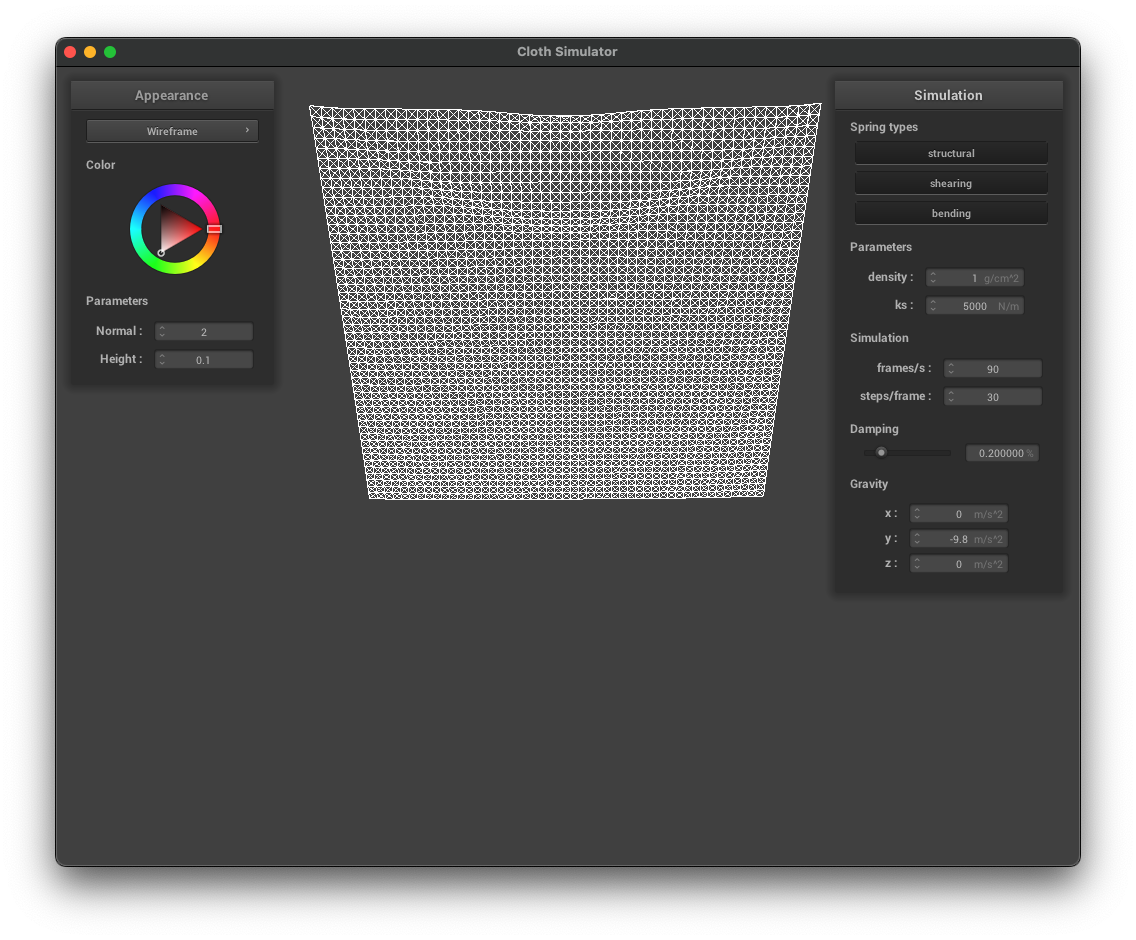 Cloth Simulator
Appearance
Wireframe
Color
Parameters
Normal : 2
Height : 0.1
Simulation
Spring types
structural
shearing
bending
Parameters
density : 1 g/cm^2
ks : 5000 N/m
Simulation
frames/s : 90
steps/frame : 30
Damping
0.200000 %
Gravity
x : 0 m/s^2
y : -9.8 m/s^2
z : 0 m/s^2